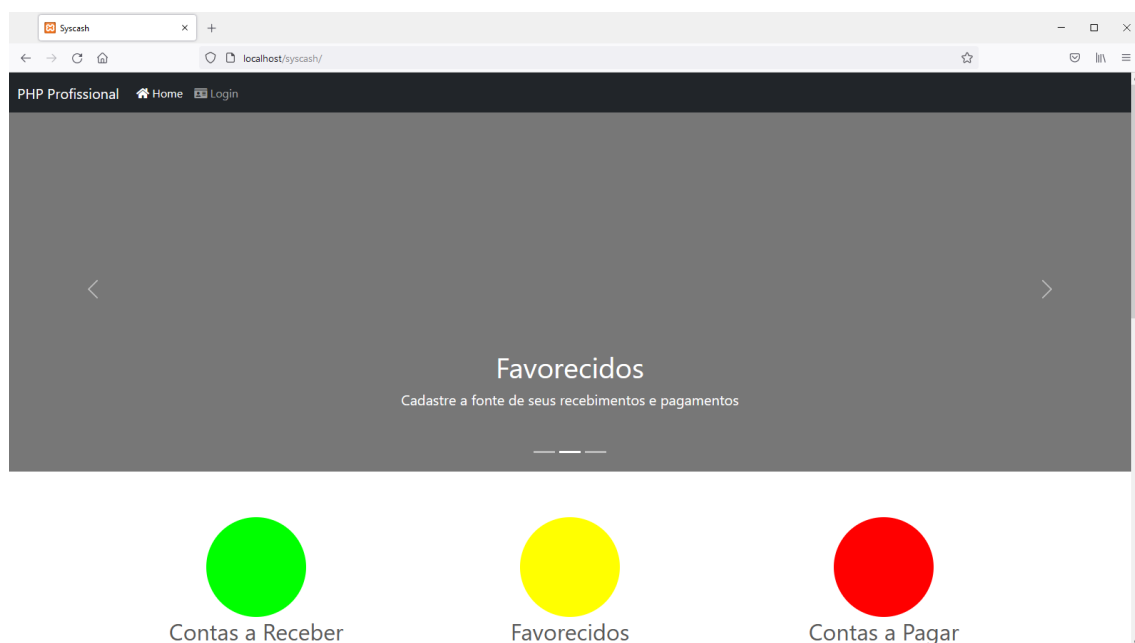 Syscash
localhost/syscash/
PHP Profissional Home Login
Favorecidos
Cadastre a fonte de seus recebimentos e pagamentos
Contas a Receber Favorecidos Contas a Pagar